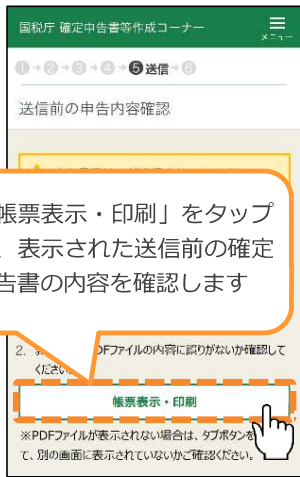 国税庁 確定申告書等作成コーナー
メニュー
1 → 2 → 3 → 4 → 5 送信 → 6
送信前の申告内容確認
帳票表示・印刷」をタップ
、表示された送信前の確定
告書の内容を確認します
2.
PDFファイルの内容に誤りがないか確認して
ください
帳票表示・印刷
※PDFファイルが表示されない場合は、タブボタンを
て、別の画面に表示されていないかご確認ください。